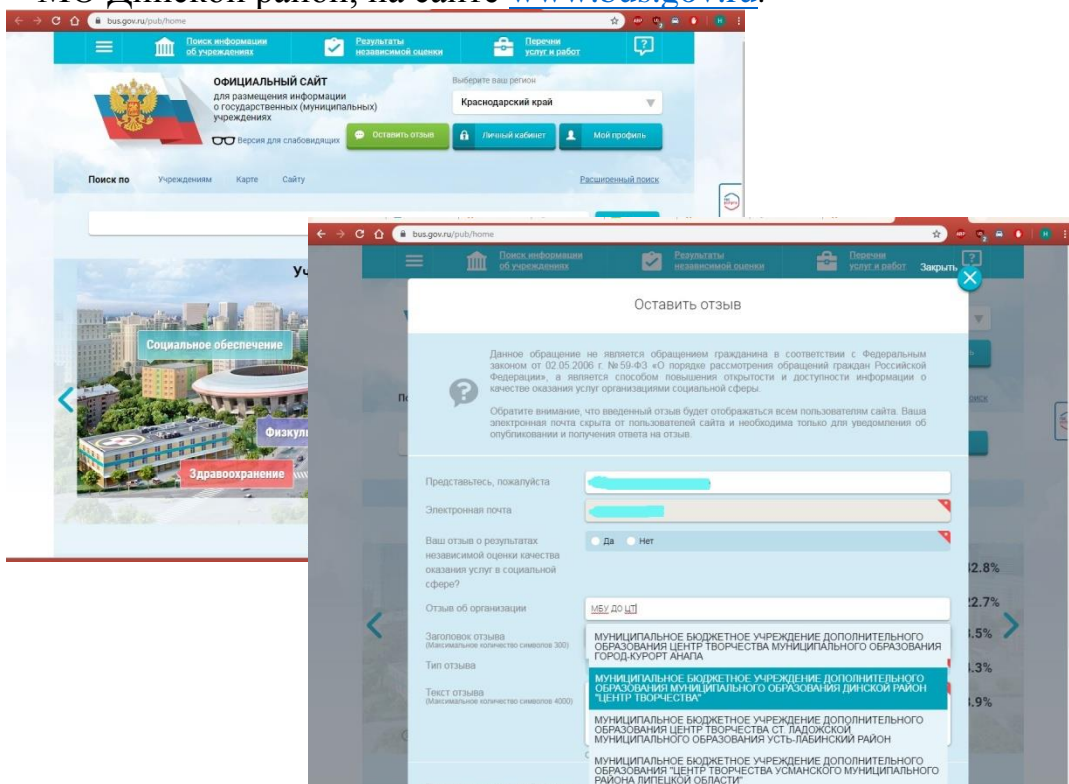 МО Динской район, на сайте www.bus.gov.ru.
bus.gov.ru/pub/home
Поиск информации
об учреждениях
Результаты
независимой оценки
Перечни
услуг и работ
ОФИЦИАЛЬНЫЙ САЙТ
для размещения информации
о государственных (муниципальных)
учреждениях
Версия для слабовидящих
Оставить отзыв
Выберите ваш регион
Краснодарский край
Личный кабинет
Мой профиль
Поиск по Учреждениям Карте Сайту
Расширенный поиск
Социальное обеспечение
Здравоохранение
bus.gov.ru/pub/home
Поиск информации
об учреждениях
Результаты
независимой оценки
Перечни
услуг и работ
Закрыть
Оставить отзыв
Данное обращение не является обращением гражданина в соответствии с Федеральным
законом от 02.05.2006 г. №59-ФЗ «О порядке рассмотрения обращений граждан Российской
Федерации», а является способом повышения открытости и доступности информации о
качестве оказания услуг организациями социальной сферы.
Обратите внимание, что введенный отзыв будет отображаться всем пользователям сайта. Ваша
электронная почта скрыта от пользователей сайта и необходима только для уведомления об
опубликовании и получения ответа на отзыв.
Представьтесь, пожалуйста
Электронная почта
Ваш отзыв о результатах
независимой оценки качества
оказания услуг в социальной
сфере?
Да Нет
Отзыв об организации
МБУ ДО ЦТ
Заголовок отзыва
(Максимальное количество символов 300)
Тип отзыва
Текст отзыва
(Максимальное количество символов 4000)
МУНИЦИПАЛЬНОЕ БЮДЖЕТНОЕ УЧРЕЖДЕНИЕ ДОПОЛНИТЕЛЬНОГО
ОБРАЗОВАНИЯ ЦЕНТР ТВОРЧЕСТВА МУНИЦИПАЛЬНОГО ОБРАЗОВАНИЯ
ГОРОД-КУРОРТ АНАПА
МУНИЦИПАЛЬНОЕ БЮДЖЕТНОЕ УЧРЕЖДЕНИЕ ДОПОЛНИТЕЛЬНОГО
ОБРАЗОВАНИЯ МУНИЦИПАЛЬНОГО ОБРАЗОВАНИЯ ДИНСКОЙ РАЙОН
"ЦЕНТР ТВОРЧЕСТВА"
МУНИЦИПАЛЬНОЕ БЮДЖЕТНОЕ УЧРЕЖДЕНИЕ ДОПОЛНИТЕЛЬНОГО
ОБРАЗОВАНИЯ ЦЕНТР ТВОРЧЕСТВА СТ. ЛАДОЖСКОЙ
МУНИЦИПАЛЬНОГО ОБРАЗОВАНИЯ УСТЬ-ЛАБИНСКИЙ РАЙОН
МУНИЦИПАЛЬНОЕ БЮДЖЕТНОЕ УЧРЕЖДЕНИЕ ДОПОЛНИТЕЛЬНОГО
ОБРАЗОВАНИЯ "ЦЕНТР ТВОРЧЕСТВА УСМАНСКОГО МУНИЦИПАЛЬНОГО
РАЙОНА ЛИПЕЦКОЙ ОБЛАСТИ"